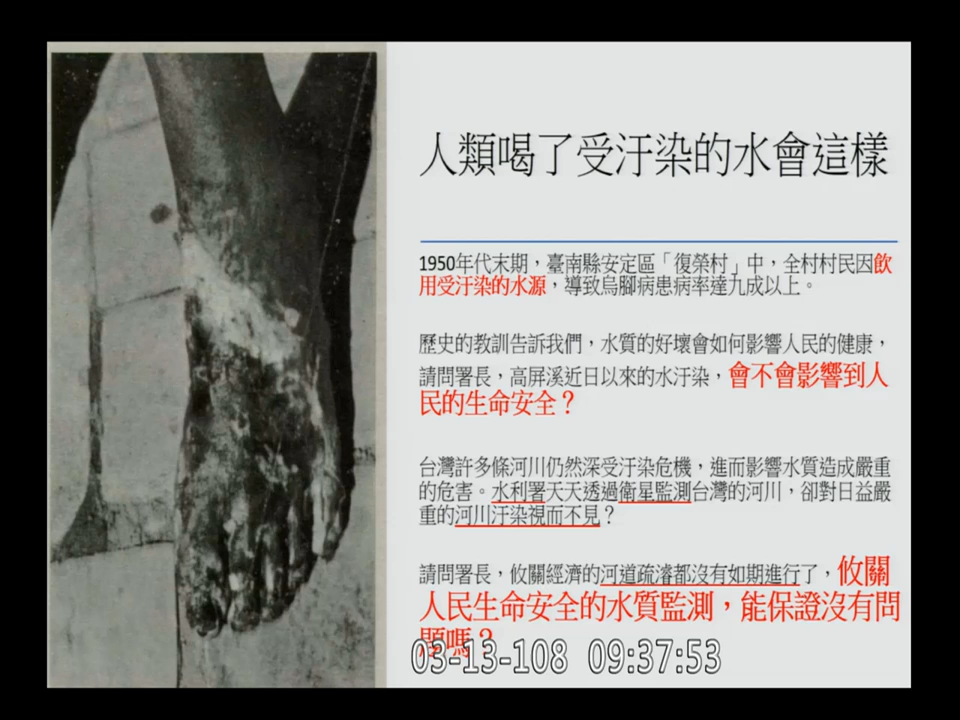 人類喝了受汙染的水會這樣
1950年代末期，臺南縣安定區「復榮村」中，全村村民因飲
用受汙染的水源，導致烏腳病患病率達九成以上。
歷史的教訓告訴我們，水質的好壞會如何影響人民的健康，
請問署長，高屏溪近日以來的水汙染，會不會影響到人
民的生命安全？
台灣許多條河川仍然深受汙染危機，進而影響水質造成嚴重
的危害。水利署天天透過衛星監測台灣的河川，卻對日益嚴
重的河川汙染視而不見？
請問署長，攸關經濟的河道疏濬都沒有如期進行了，攸關
人民生命安全的水質監測，能保證沒有問
題嗎？
03-13-108 09:37:53